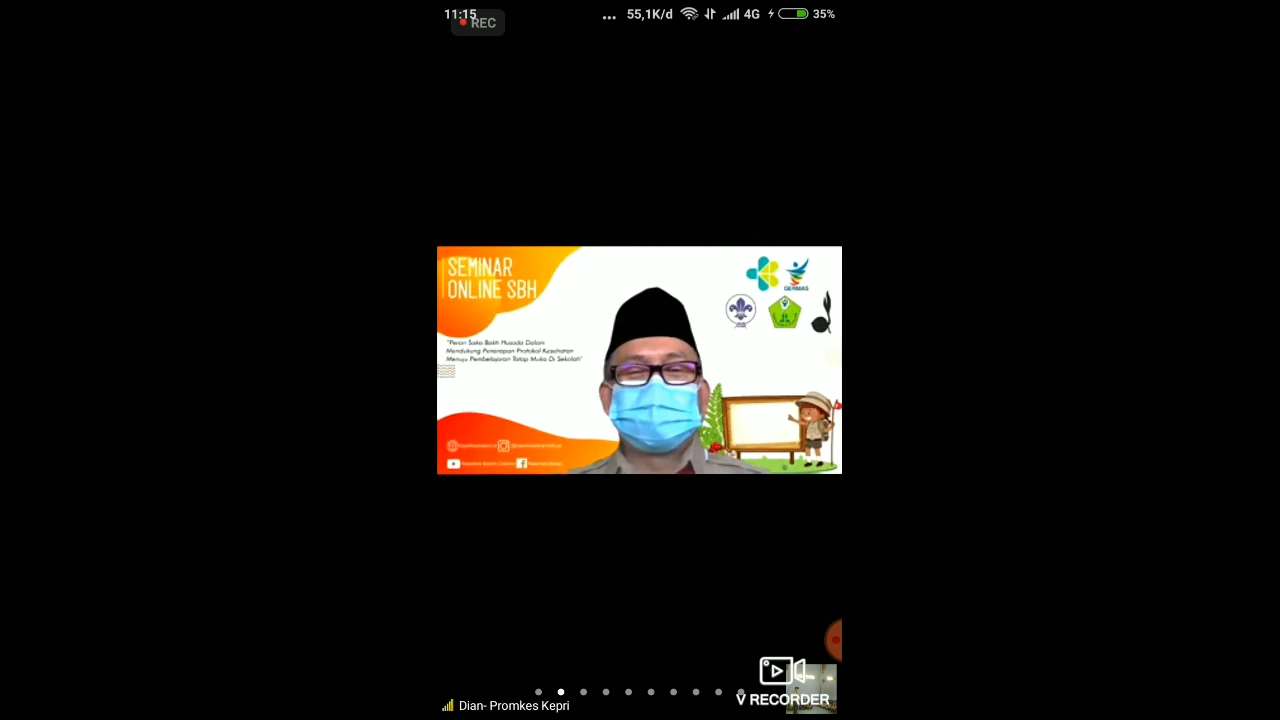 11:15
REC
... 55,1K/d 4G 35%
SEMINAR
ONLINE SBH
GERMAS
"Peran Saka Bakti Husada Dalam
Mendukung Penerapan Protokol Kesehatan
Menuju Pembelajaran Tatap Muka Di Sekolah"
V RECORDER
Dian- Promkes Kepri